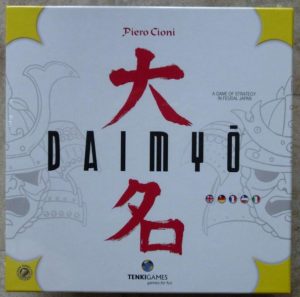 Piero Cioni
大
A GAME OF STRATEGY
IN FEUDAL JAPAN
DAIMYŌ
名
TENKIGAMES
games for fun